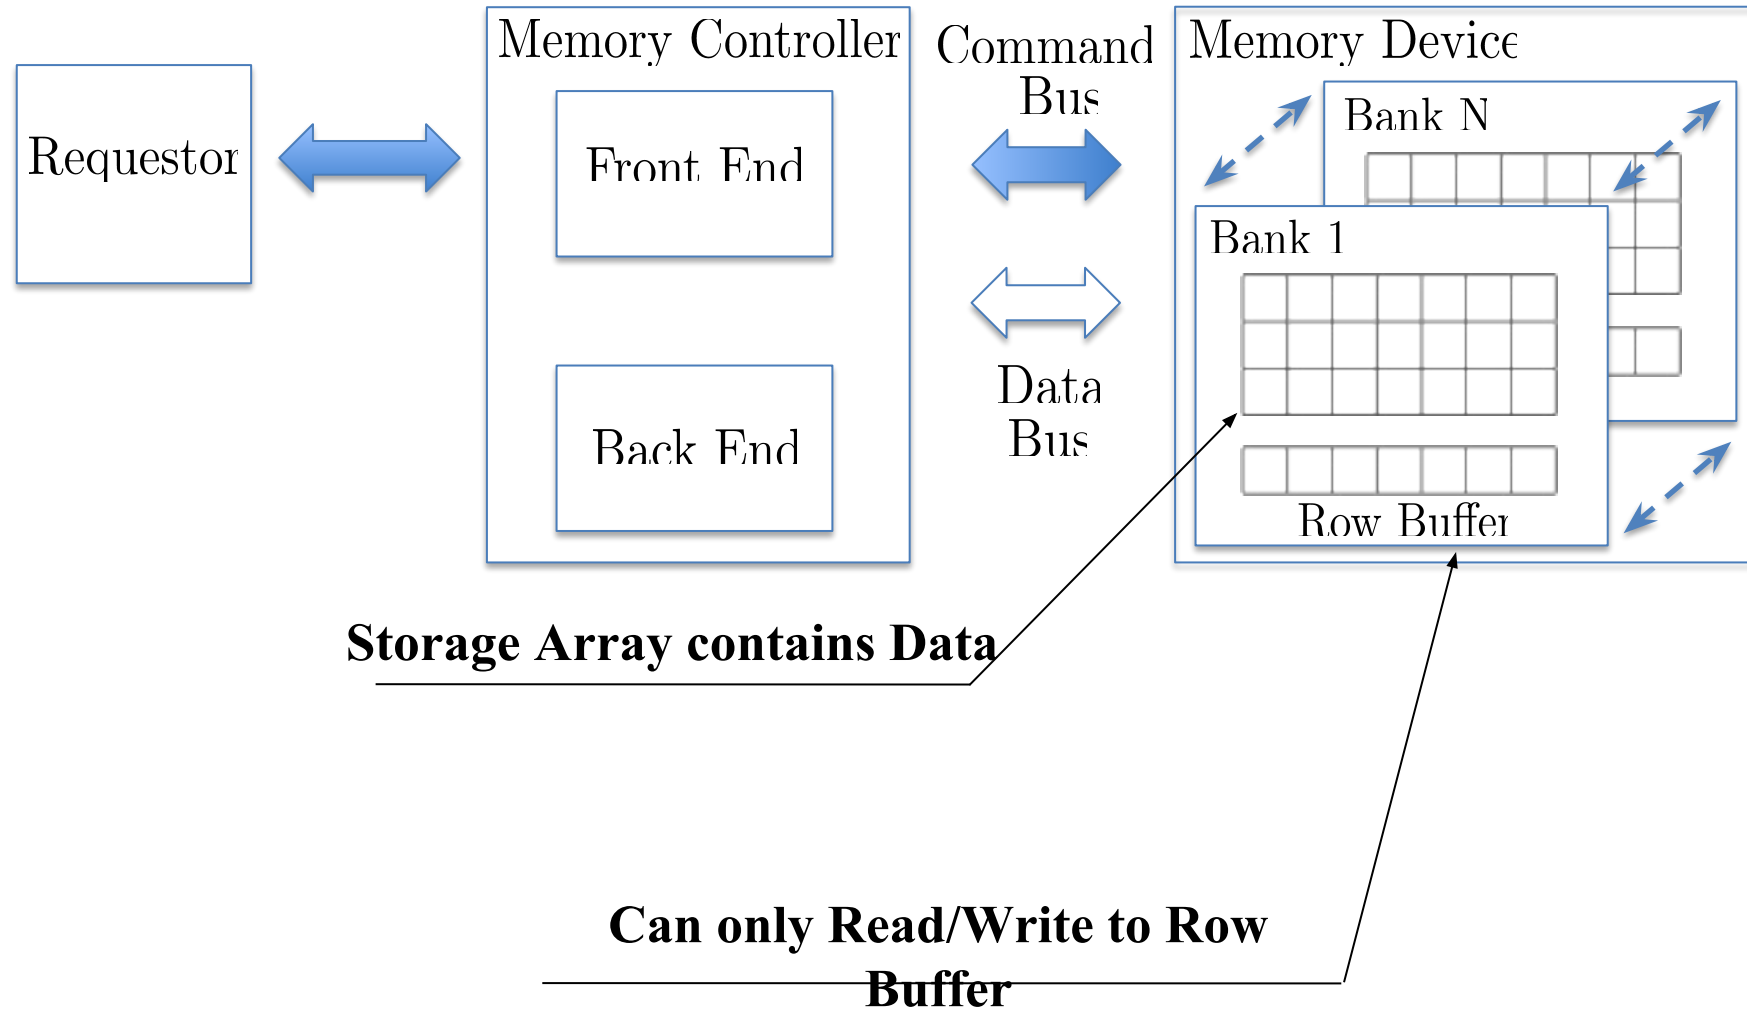 Requestor
Memory Controller
Front End
Back End
Command
Bus
Data
Bus
Memory Device
Bank N
Bank 1
Row Buffer
Storage Array contains Data
Can only Read/Write to Row
Buffer